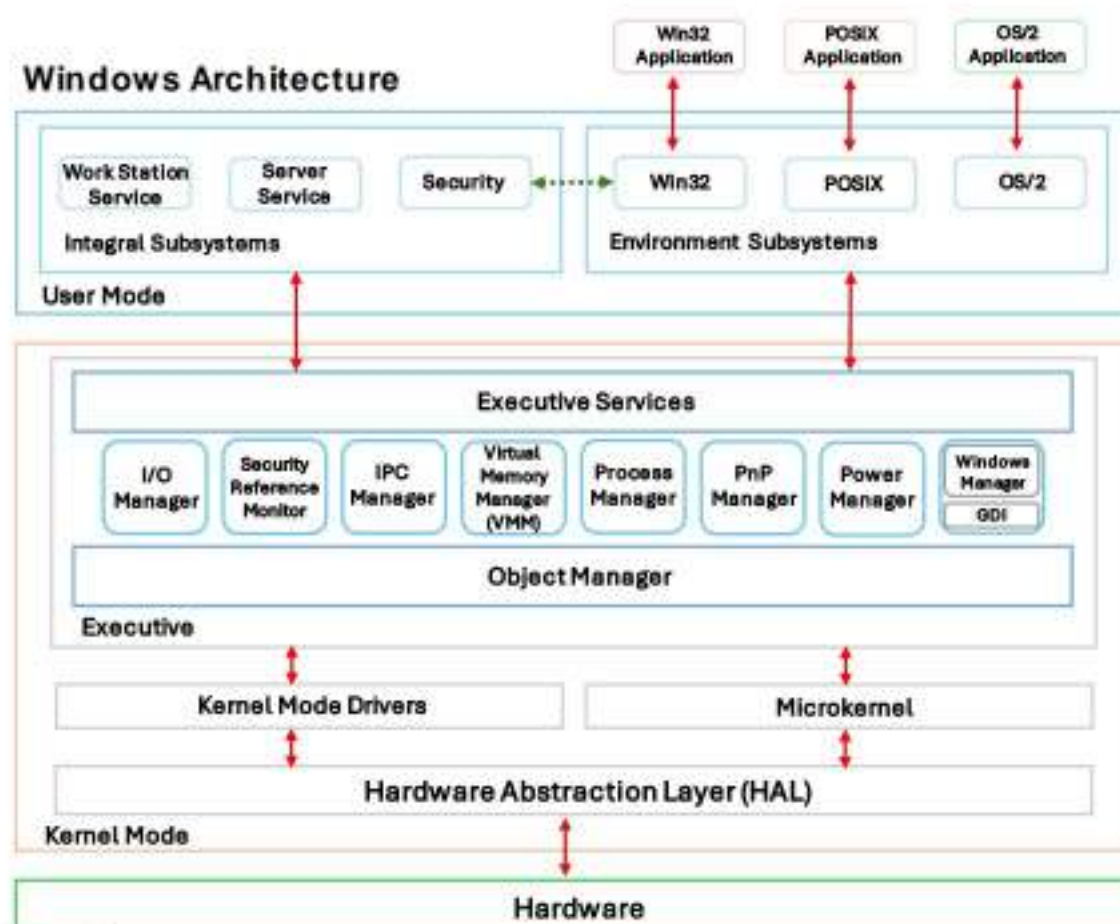 Win32
Application
POSIX
Application
OS/2
Application
Windows Architecture
Work Station
Service
Server
Service
Security
Win32
POSIX
OS/2
Integral Subsystems
Environment Subsystems
User Mode
Executive Services
I/O
Manager
Security
Reference
Monitor
IPC
Manager
Virtual
Memory
Manager
(VMM)
Process
Manager
PnP
Manager
Power
Manager
Windows
Manager
GDI
Object Manager
Executive
Kernel Mode Drivers
Microkernel
Hardware Abstraction Layer (HAL)
Kernel Mode
Hardware